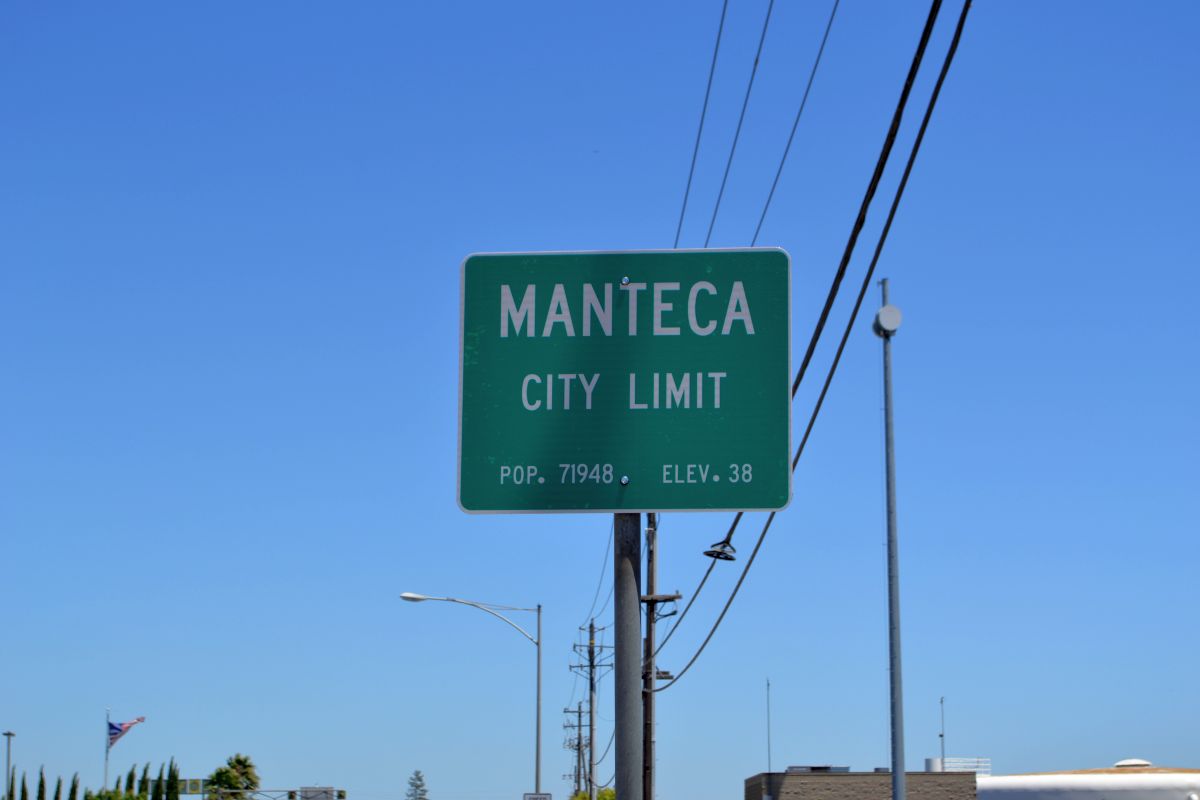 MANTECA
CITY LIMIT
POP. 71948 ELEV. 38